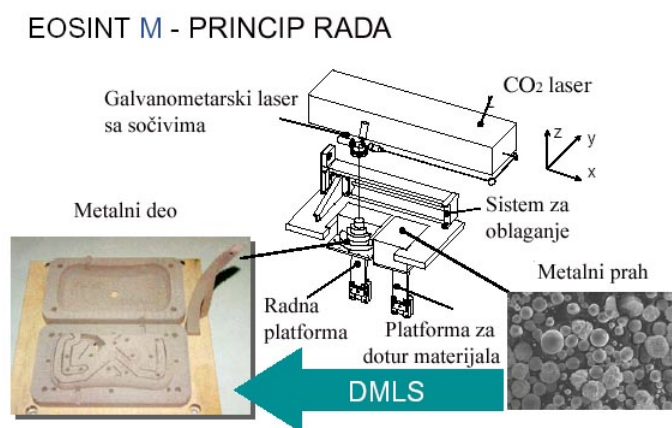 EOSINT M - PRINCIP RADA
CO2 laser
Galvanometarski laser
sa sočivima
z
y
x
Metalni deo
Sistem za
oblaganje
Metalni prah
Radna
platforma
Platforma za
dotur materijala
DMLS